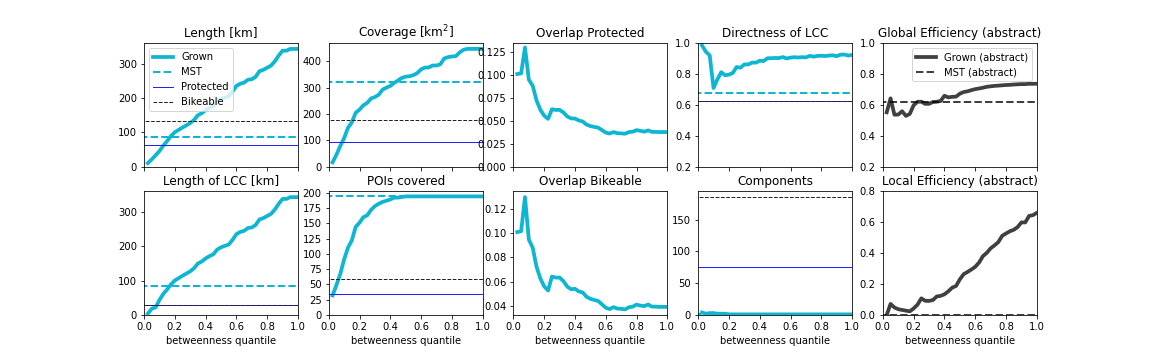 Length [km]
Coverage [km²]
Overlap Protected
Directness of LCC
Global Efficiency (abstract)
Grown
MST
Protected
Bikeable
Grown (abstract)
MST (abstract)
300
200
100
0
400
300
200
100
0
0.125
0.100
0.075
0.050
0.025
0.000
1.0
0.8
0.6
0.4
0.2
1.0
0.8
0.6
0.4
0.2
Length of LCC [km]
POIs covered
Overlap Bikeable
Components
Local Efficiency (abstract)
300
200
100
0
200
175
150
125
100
75
50
25
0
0.12
0.10
0.08
0.06
0.04
150
100
50
0
0.8
0.6
0.4
0.2
0.0
0.0 0.2 0.4 0.6 0.8 1.0
0.0 0.2 0.4 0.6 0.8 1.0
0.0 0.2 0.4 0.6 0.8 1.0
0.0 0.2 0.4 0.6 0.8 1.0
0.0 0.2 0.4 0.6 0.8 1.0
betweenness quantile
betweenness quantile
betweenness quantile
betweenness quantile
betweenness quantile